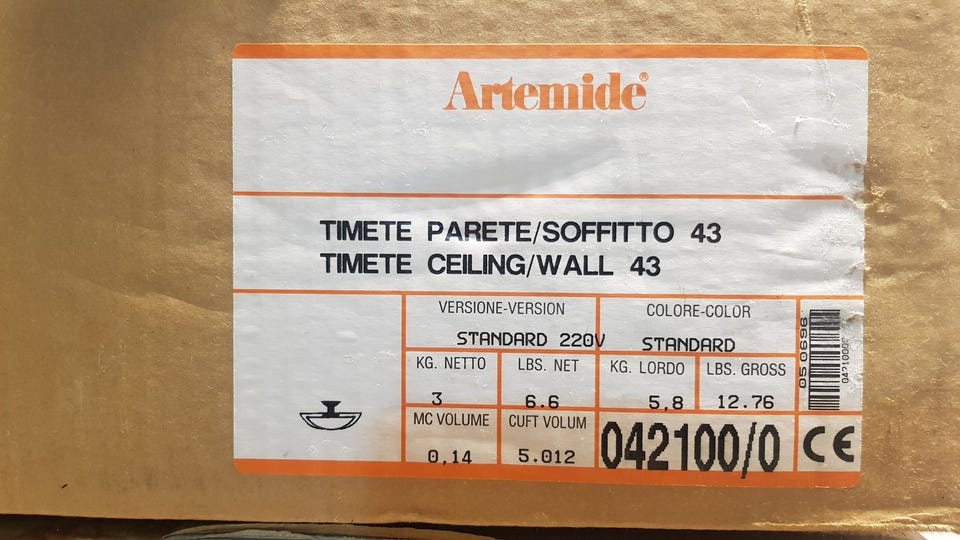 Artemide®
TIMETE PARETE/SOFFITTO 43
TIMETE CEILING/WALL 43
VERSIONE-VERSION
COLORE-COLOR
STANDARD 220V
STANDARD
KG. NETTO
LBS. NET
KG. LORDO
LBS. GROSS
3
6.6
5,8
12.76
MC VOLUME
CUFT VOLUM
0,14
5.012
042100/0
050696
CE